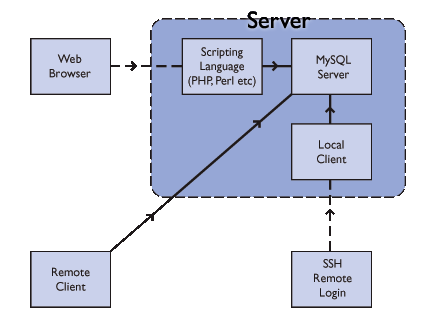 Server
Web
Browser
Scripting
Language
(PHP, Perl etc)
MySQL
Server
Local
Client
Remote
Client
SSH
Remote
Login